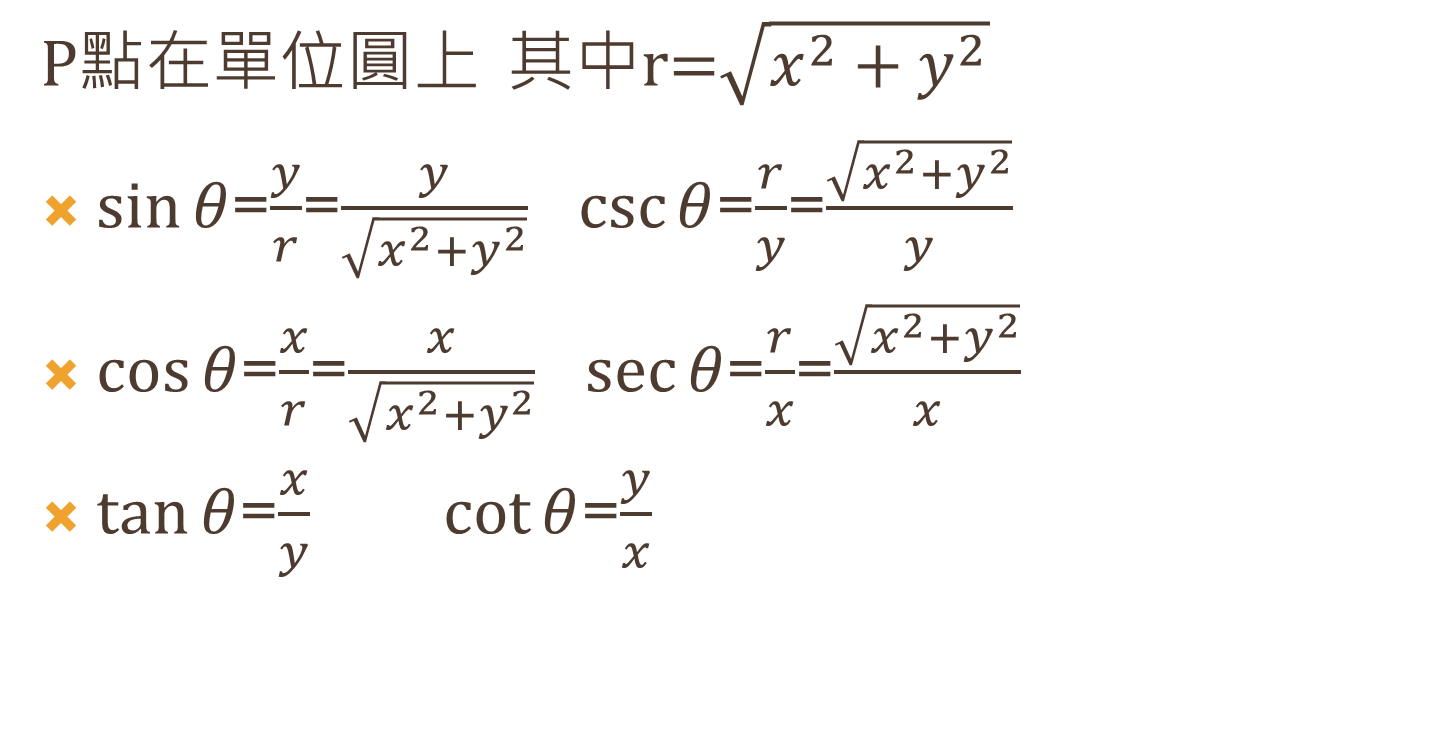 P點在單位圓上 其中r=√(x²+y²)
× sin θ=y/r=y/√(x²+y²) csc θ=r/y=√(x²+y²)/y
× cos θ=x/r=x/√(x²+y²) sec θ=r/x=√(x²+y²)/x
× tan θ=x/y cot θ=y/x